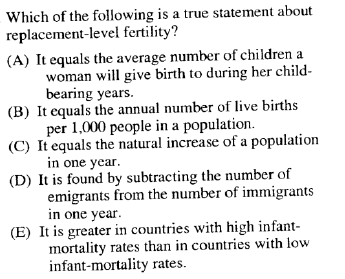 Which of the following is a true statement about
replacement-level fertility?
(A) It equals the average number of children a
woman will give birth to during her child-
bearing years.
(B) It equals the annual number of live births
per 1,000 people in a population.
(C) It equals the natural increase of a population
in one year.
(D) It is found by subtracting the number of
emigrants from the number of immigrants
in one year.
(E) It is greater in countries with high infant-
mortality rates than in countries with low
infant-mortality rates.